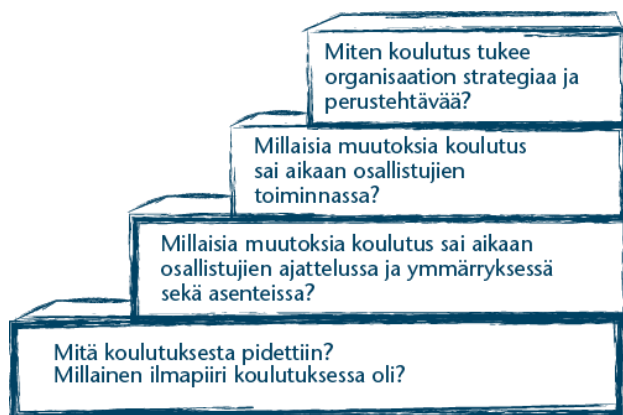 Miten koulutus tukee
organisaation strategiaa ja
perustehtävää?
Millaisia muutoksia koulutus
sai aikaan osallistujien
toiminnassa?
Millaisia muutoksia koulutus sai aikaan
osallistujien ajattelussa ja ymmärryksessä
sekä asenteissa?
Mitä koulutuksesta pidettiin?
Millainen ilmapiiri koulutuksessa oli?